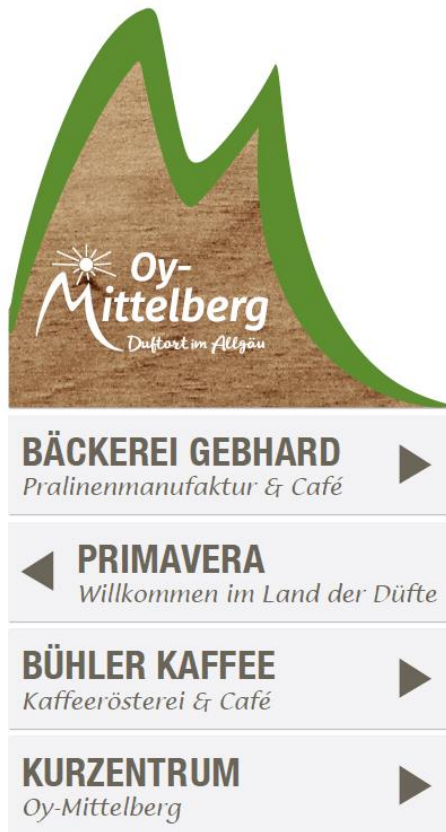 Oy-
Mittelberg
Duftort im Allgäu
BÄCKEREI GEBHARD
Pralinenmanufaktur & Café
PRIMAVERA
Willkommen im Land der Düfte
BÜHLER KAFFEE
Kaffeerösterei & Café
KURZENTRUM
Oy-Mittelberg